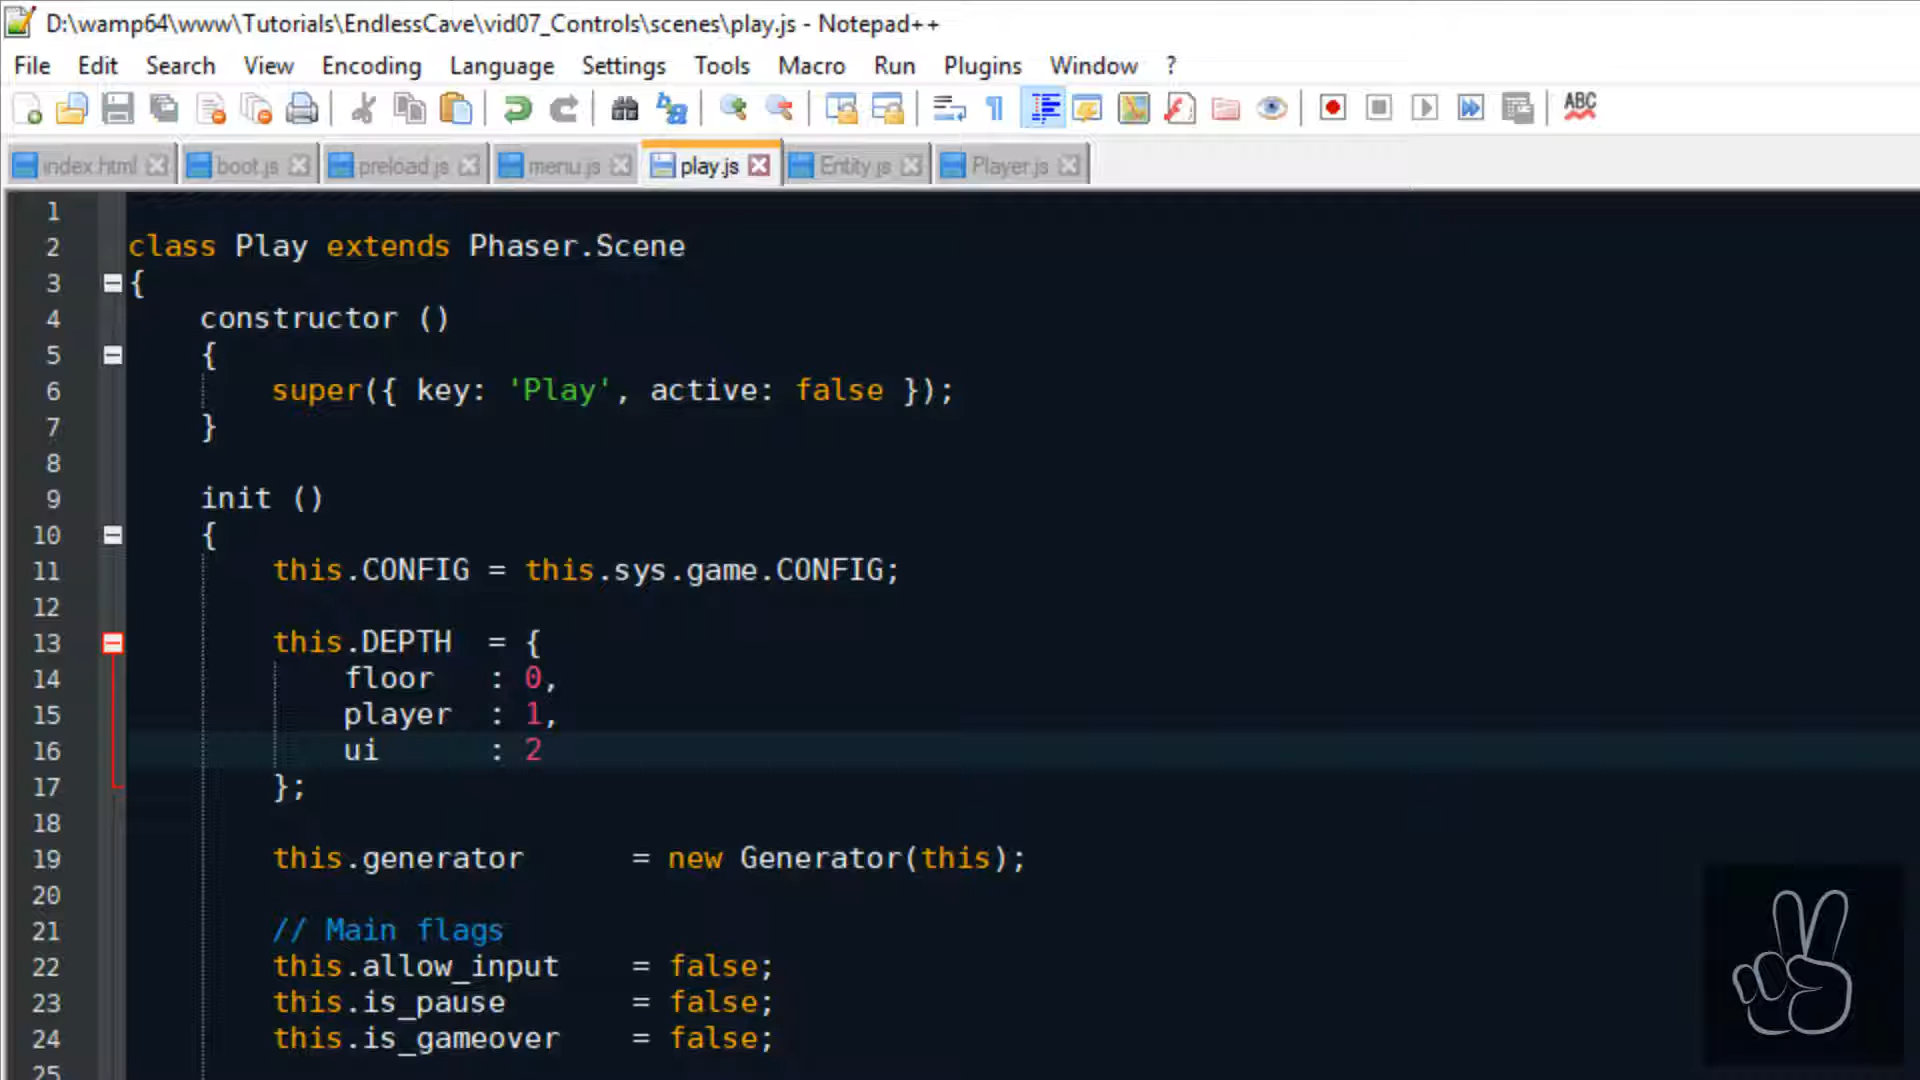 D:\wamp64\www\Tutorials\EndlessCave\vid07_Controls\scenes\play.js - Notepad++
File Edit Search View Encoding Language Settings Tools Macro Run Plugins Window ?
ABC
index.html boot.js preload.js menu.js play.js Entity.js Player.js
1
2 class Play extends Phaser.Scene
3 {
4 constructor ()
5 {
6 super({ key: 'Play', active: false });
7 }
8
9 init ()
10 {
11 this.CONFIG = this.sys.game.CONFIG;
12
13 this.DEPTH = {
14 floor : 0,
15 player : 1,
16 ui : 2
17 };
18
19 this.generator = new Generator(this);
20
21 // Main flags
22 this.allow_input = false;
23 this.is_pause = false;
24 this.is_gameover = false;
25